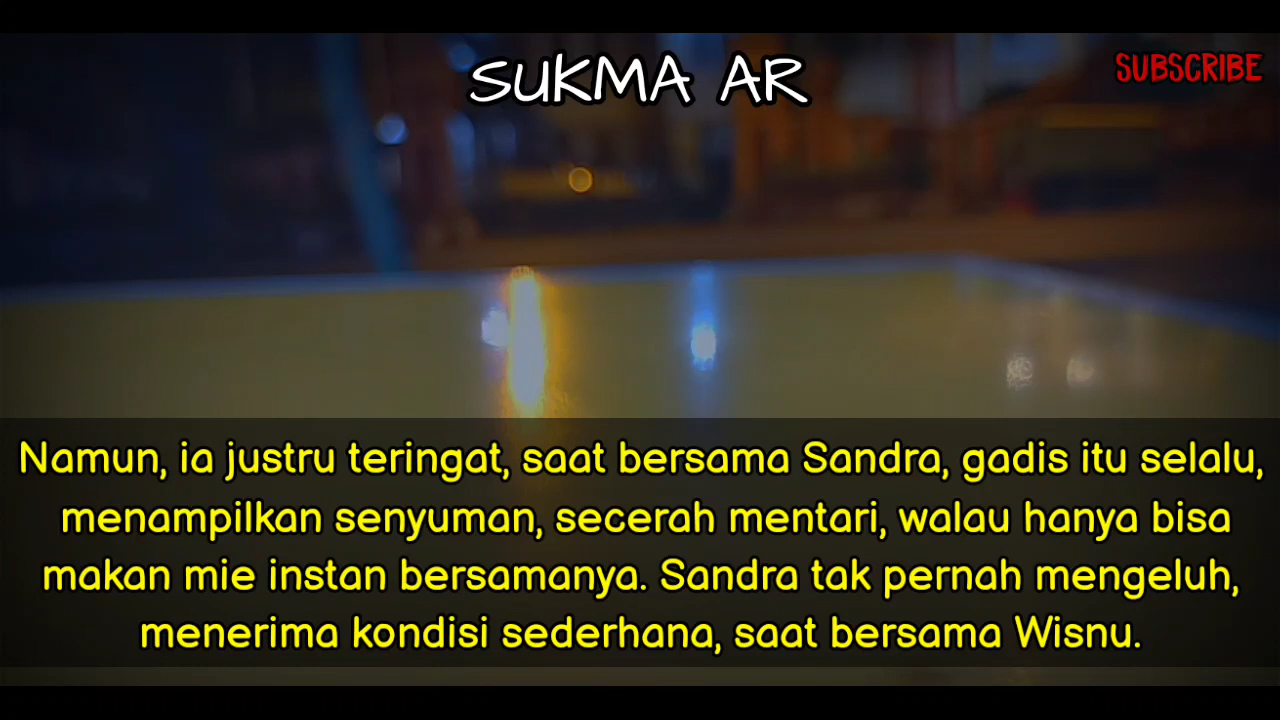 SUKMA AR
SUBSCRIBE
Namun, ia justru teringat, saat bersama Sandra, gadis itu selalu,
menampilkan senyuman, secerah mentari, walau hanya bisa
makan mie instan bersamanya. Sandra tak pernah mengeluh,
menerima kondisi sederhana, saat bersama Wisnu.